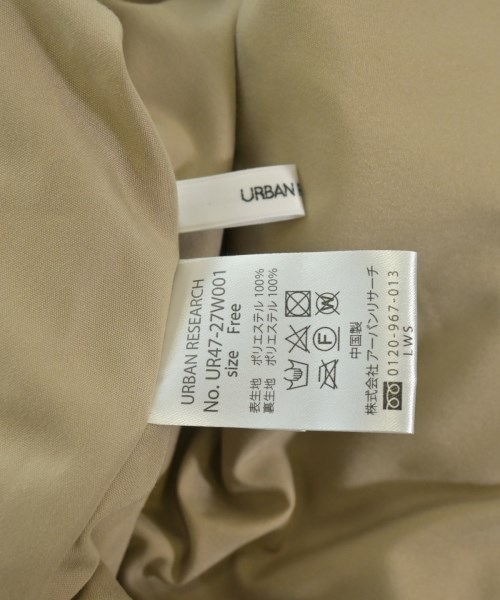 URBAN
URBAN RESEARCH
No. UR47-27W001
size Free
表生地 ポリエステル 100%
裏生地 ポリエステル 100%
中国製
株式会社アーバンリサーチ
0120-967-013
LWS